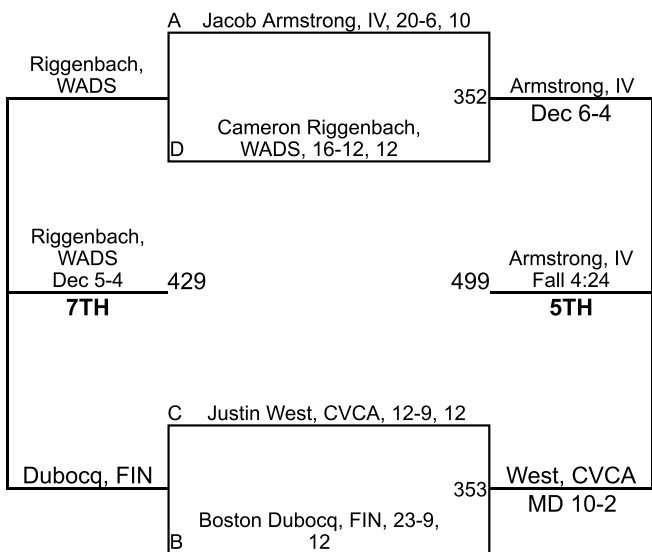 A Jacob Armstrong, IV, 20-6, 10
Riggenbach,
WADS
352
Armstrong, IV
Dec 6-4
Cameron Riggenbach,
D WADS, 16-12, 12
Riggenbach,
WADS
Dec 5-4
429
7TH
499
Armstrong, IV
Fall 4:24
5TH
C Justin West, CVCA, 12-9, 12
Dubocq, FIN
353
West, CVCA
MD 10-2
Boston Dubocq, FIN, 23-9,
B 12